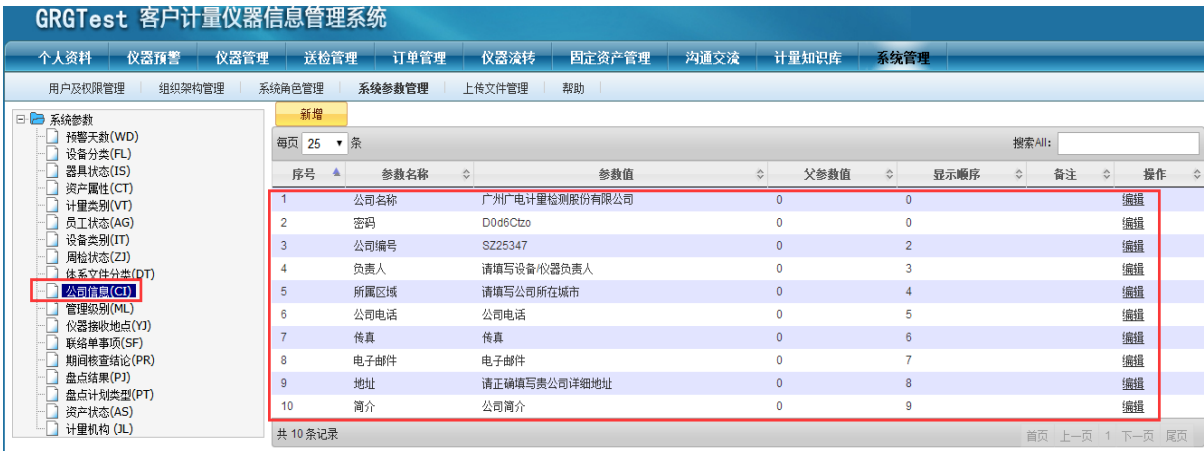 GRGTest 客户计量仪器信息管理系统
个人资料 仪器预警 仪器管理 送检管理 订单管理 仪器流转 固定资产管理 沟通交流 计量知识库 系统管理
用户及权限管理 组织架构管理 系统角色管理 系统参数管理 上传文件管理 帮助
系统参数
预警天数(WD)
设备分类(FL)
器具状态(IS)
资产属性(CT)
计量类别(VT)
员工状态(AG)
设备类别(IT)
周检状态(ZJ)
体系文件分类(DT)
公司信息(CI)
管理级别(ML)
仪器接收地点(YJ)
联络单事项(SF)
期间核查结论(PR)
盘点结果(PJ)
盘点计划类型(PT)
资产状态(AS)
计量机构 (JL)
新增
每页 25 条 搜索All:
序号 参数名称 参数值 父参数值 显示顺序 备注 操作
1 公司名称 广州广电计量检测股份有限公司 0 0 编辑
2 密码 D0d6Ctzo 0 0 编辑
3 公司编号 SZ25347 0 2 编辑
4 负责人 请填写设备/仪器负责人 0 3 编辑
5 所属区域 请填写公司所在城市 0 4 编辑
6 公司电话 公司电话 0 5 编辑
7 传真 传真 0 6 编辑
8 电子邮件 电子邮件 0 7 编辑
9 地址 请正确填写贵公司详细地址 0 8 编辑
10 简介 公司简介 0 9 编辑
共 10 条记录 首页 上一页 1 下一页 尾页